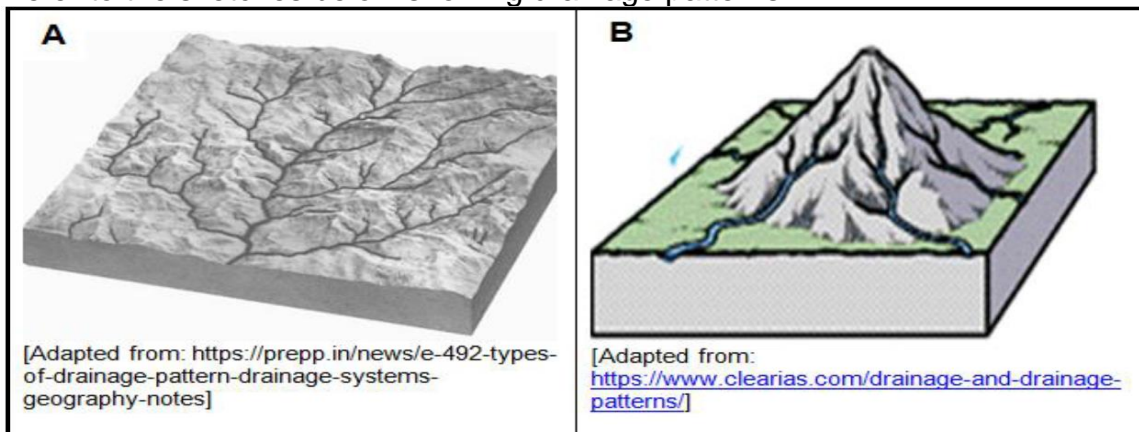 A
B
[Adapted from: https://prepp.in/news/e-492-types-
of-drainage-pattern-drainage-systems-
geography-notes]
[Adapted from:
https://www.clearias.com/drainage-and-drainage-
patterns/]